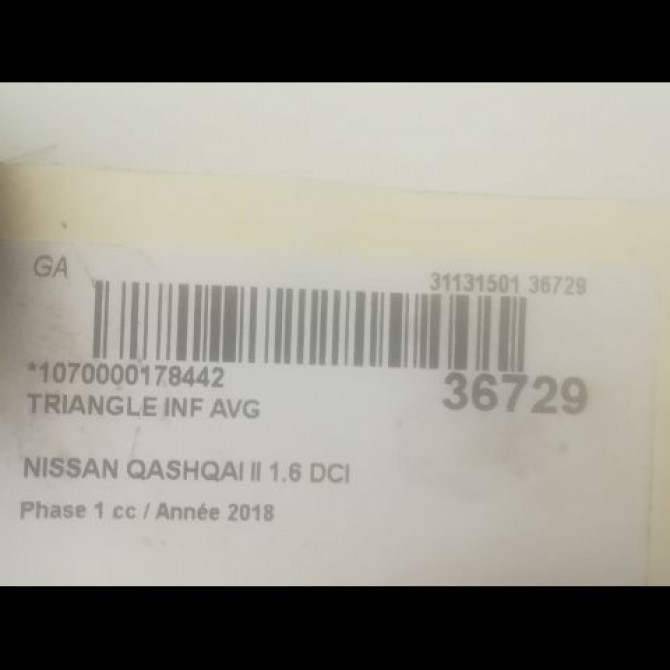 GA
31131501 36729
*1070000178442
36729
TRIANGLE INF AVG
NISSAN QASHQAI II 1.6 DCI
Phase 1 cc / Année 2018